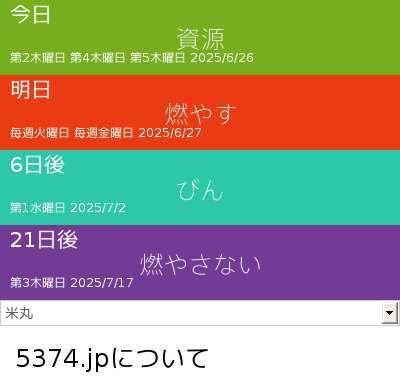 今日
資源
第2木曜日 第4木曜日 第5木曜日 2025/6/26
明日
燃やす
毎週火曜日 毎週金曜日 2025/6/27
6日後
びん
第1水曜日 2025/7/2
21日後
燃やさない
第3木曜日 2025/7/17
米丸
5374.jpについて